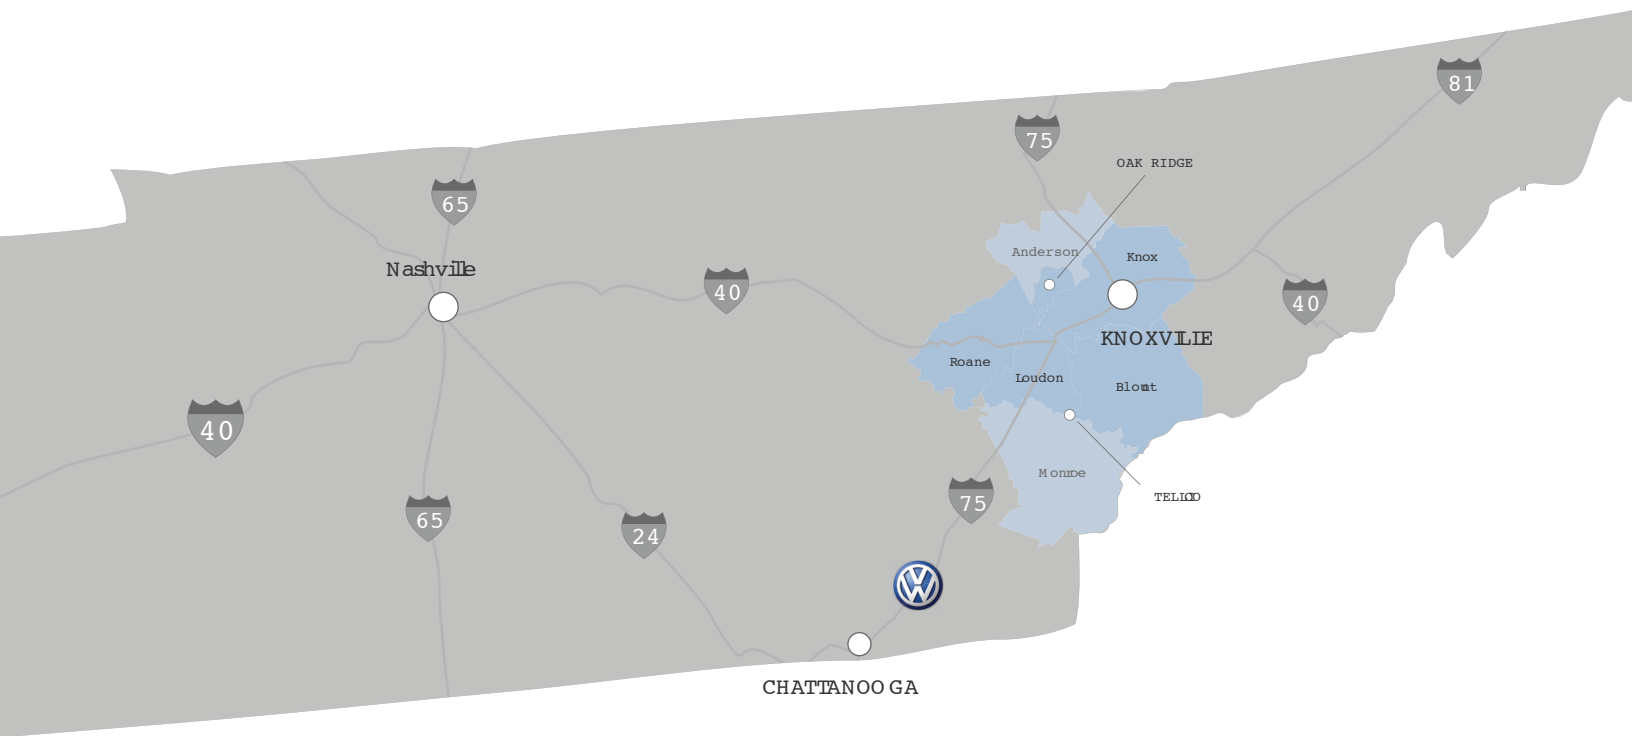 81
75
OAK RIDGE
65
Anderson
Knox
Nashville
40
40
KNOXVILLE
Roane
Loudon
Blount
40
Monroe
75
TELLICO
65
24
VW
CHATTANOOGA